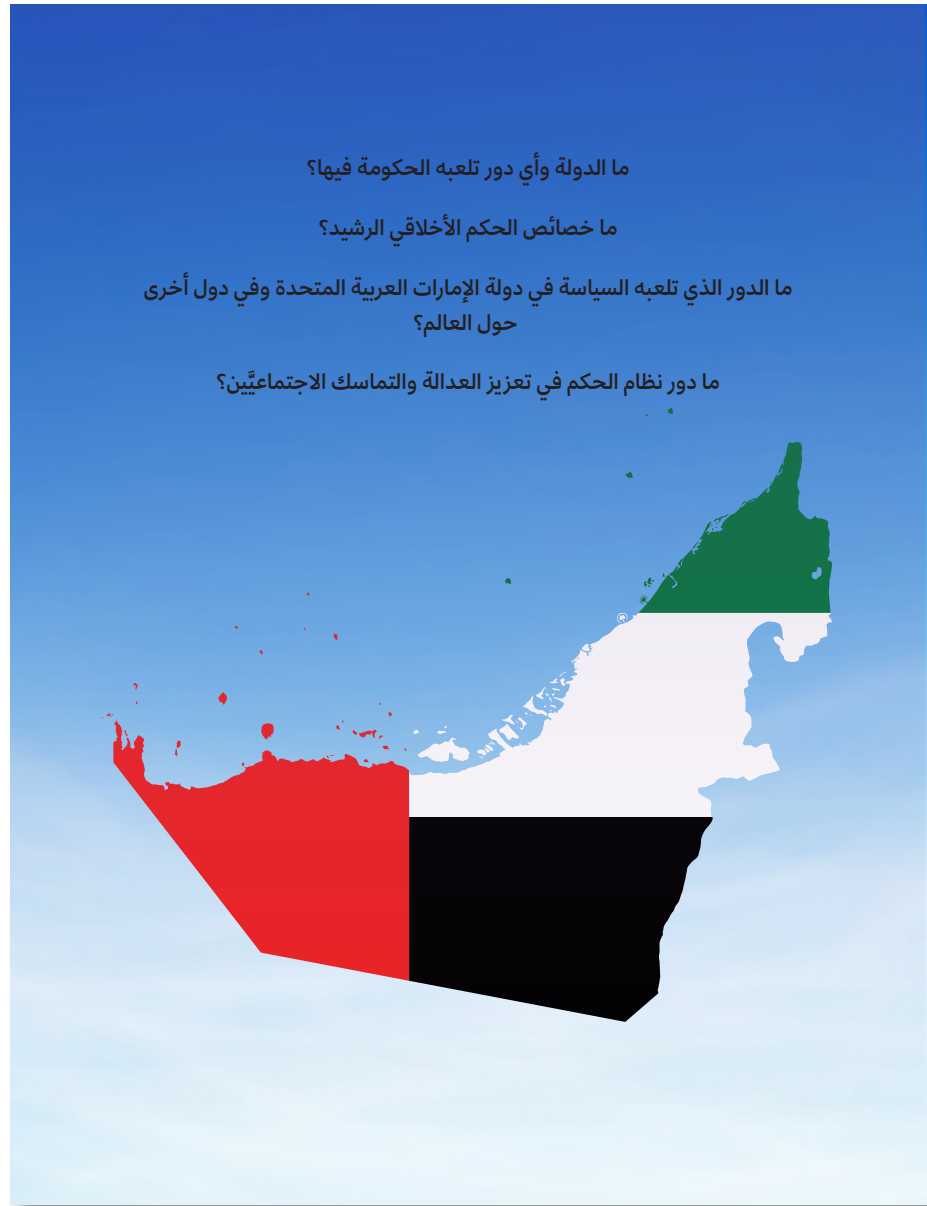 ما الدولة وأي دور تلعبه الحكومة فيها؟
ما خصائص الحكم الأخلاقي الرشيد؟
ما الدور الذي تلعبه السياسة في دولة الإمارات العربية المتحدة وفي دول أخرى
حول العالم؟
ما دور نظام الحكم في تعزيز العدالة والتماسك الاجتماعيَّين؟